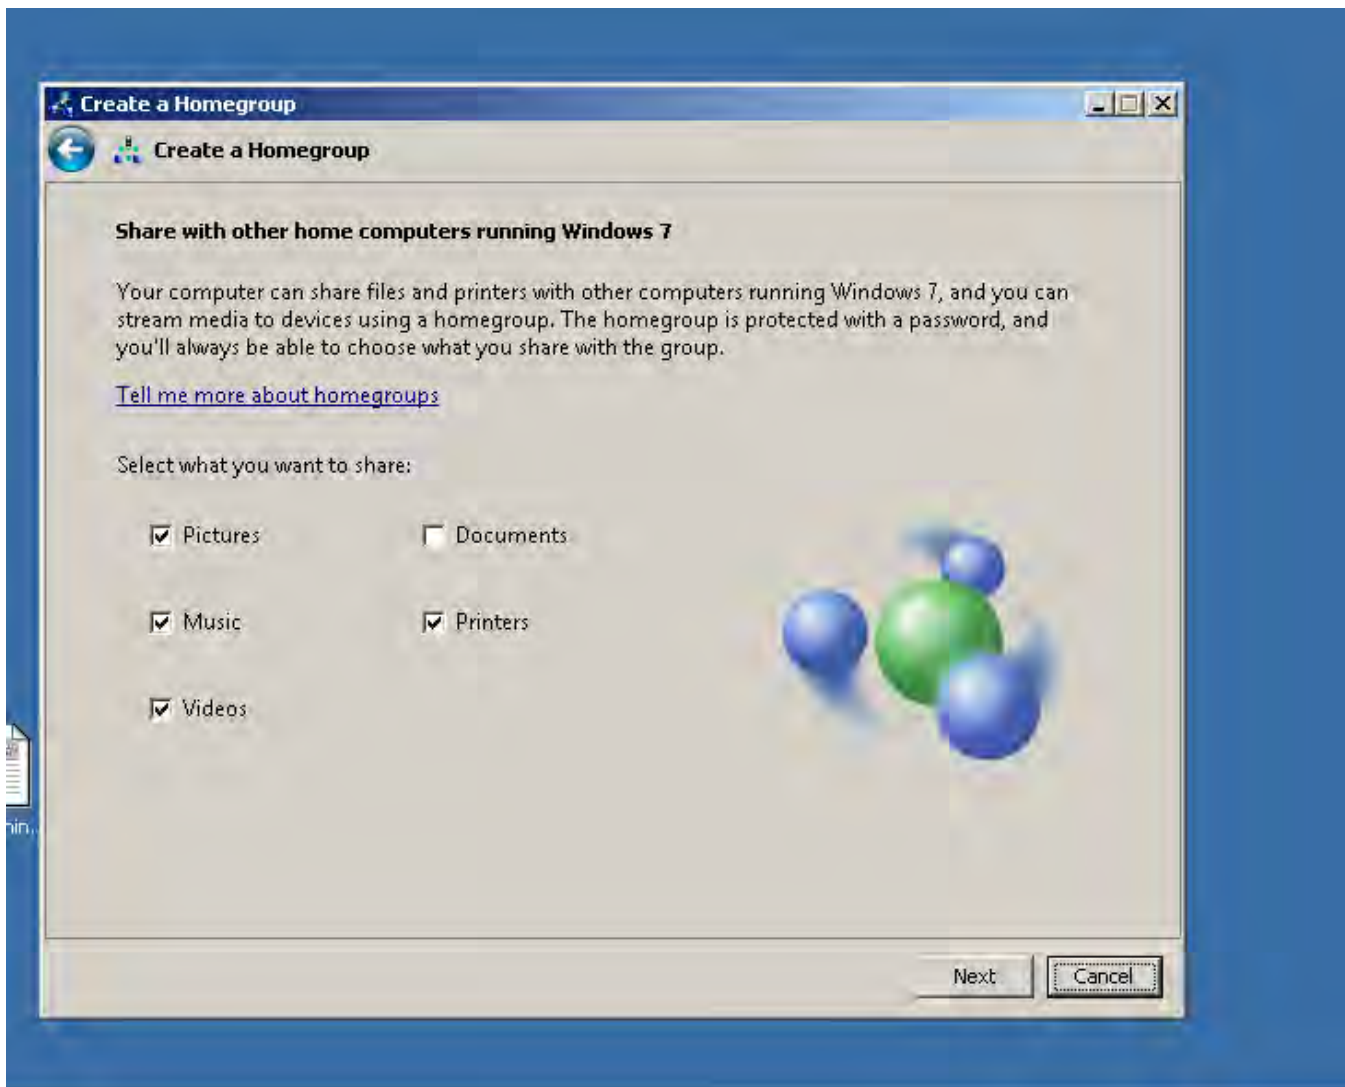 Create a Homegroup
Create a Homegroup
Share with other home computers running Windows 7
Your computer can share files and printers with other computers running Windows 7, and you can
stream media to devices using a homegroup. The homegroup is protected with a password, and
you'll always be able to choose what you share with the group.
Tell me more about homegroups
Select what you want to share:
Pictures
Documents
Music
Printers
Videos
Next
Cancel